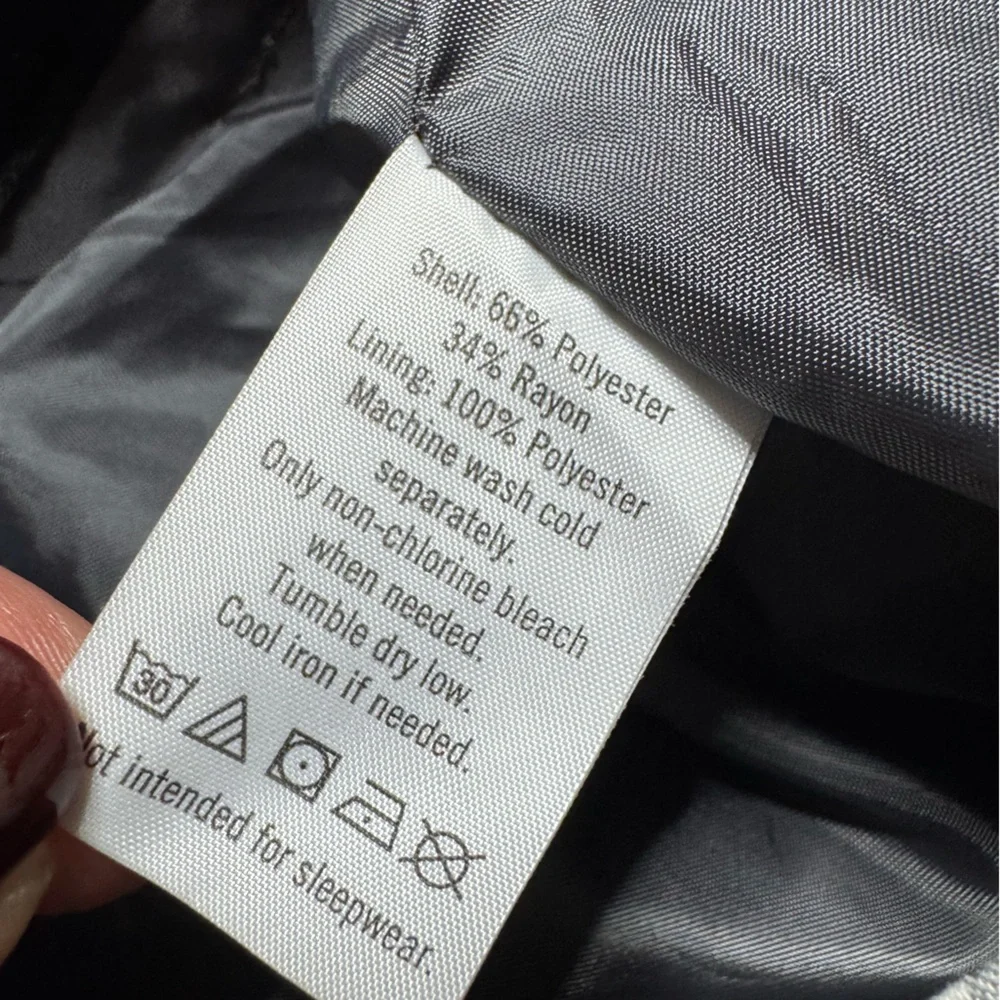 Shell: 66% Polyester
34% Rayon
Lining: 100% Polyester
Machine wash cold
separately.
Only non-chlorine bleach
when needed.
Tumble dry low.
Cool iron if needed.
30
Not intended for sleepwear.